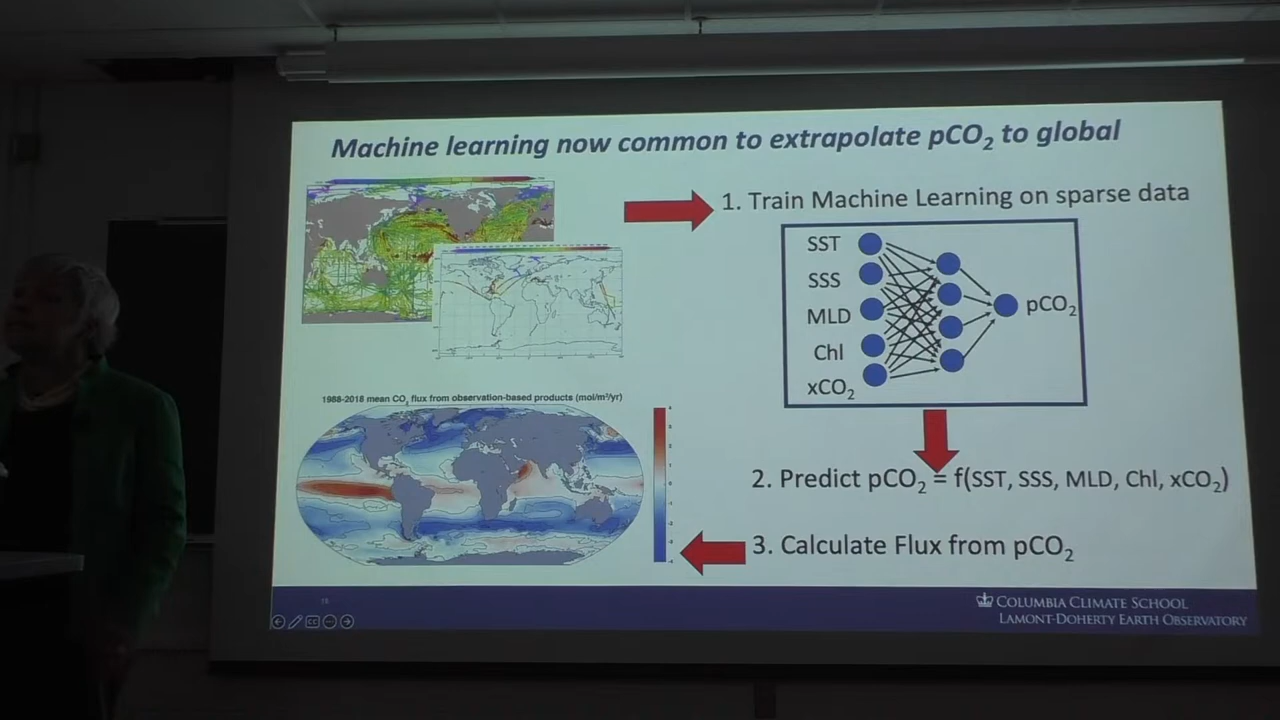 Machine learning now common to extrapolate pCO₂ to global
1. Train Machine Learning on sparse data
SST
SSS
MLD
Chl
xCO₂
pCO₂
1988-2018 mean CO₂ flux from observation-based products (mol/m²/yr)
2. Predict pCO₂ = f(SST, SSS, MLD, Chl, xCO₂)
3. Calculate Flux from pCO₂
COLUMBIA CLIMATE SCHOOL
LAMONT-DOHERTY EARTH OBSERVATORY